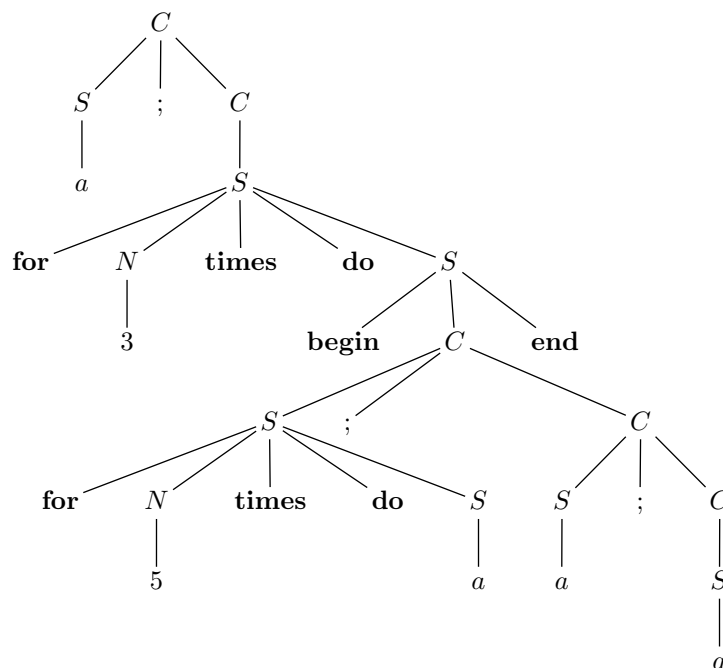 C
S ; C
a S
for N times do S
3 begin C end
S ; C
for N times do S S ; C
5 a a S
a